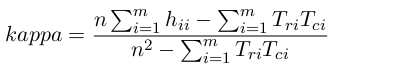 kappa = \frac{n \sum_{i=1}^{m} h_{ii} - \sum_{i=1}^{m} T_{ri} T_{ci}}{n^2 - \sum_{i=1}^{m} T_{ri} T_{ci}}